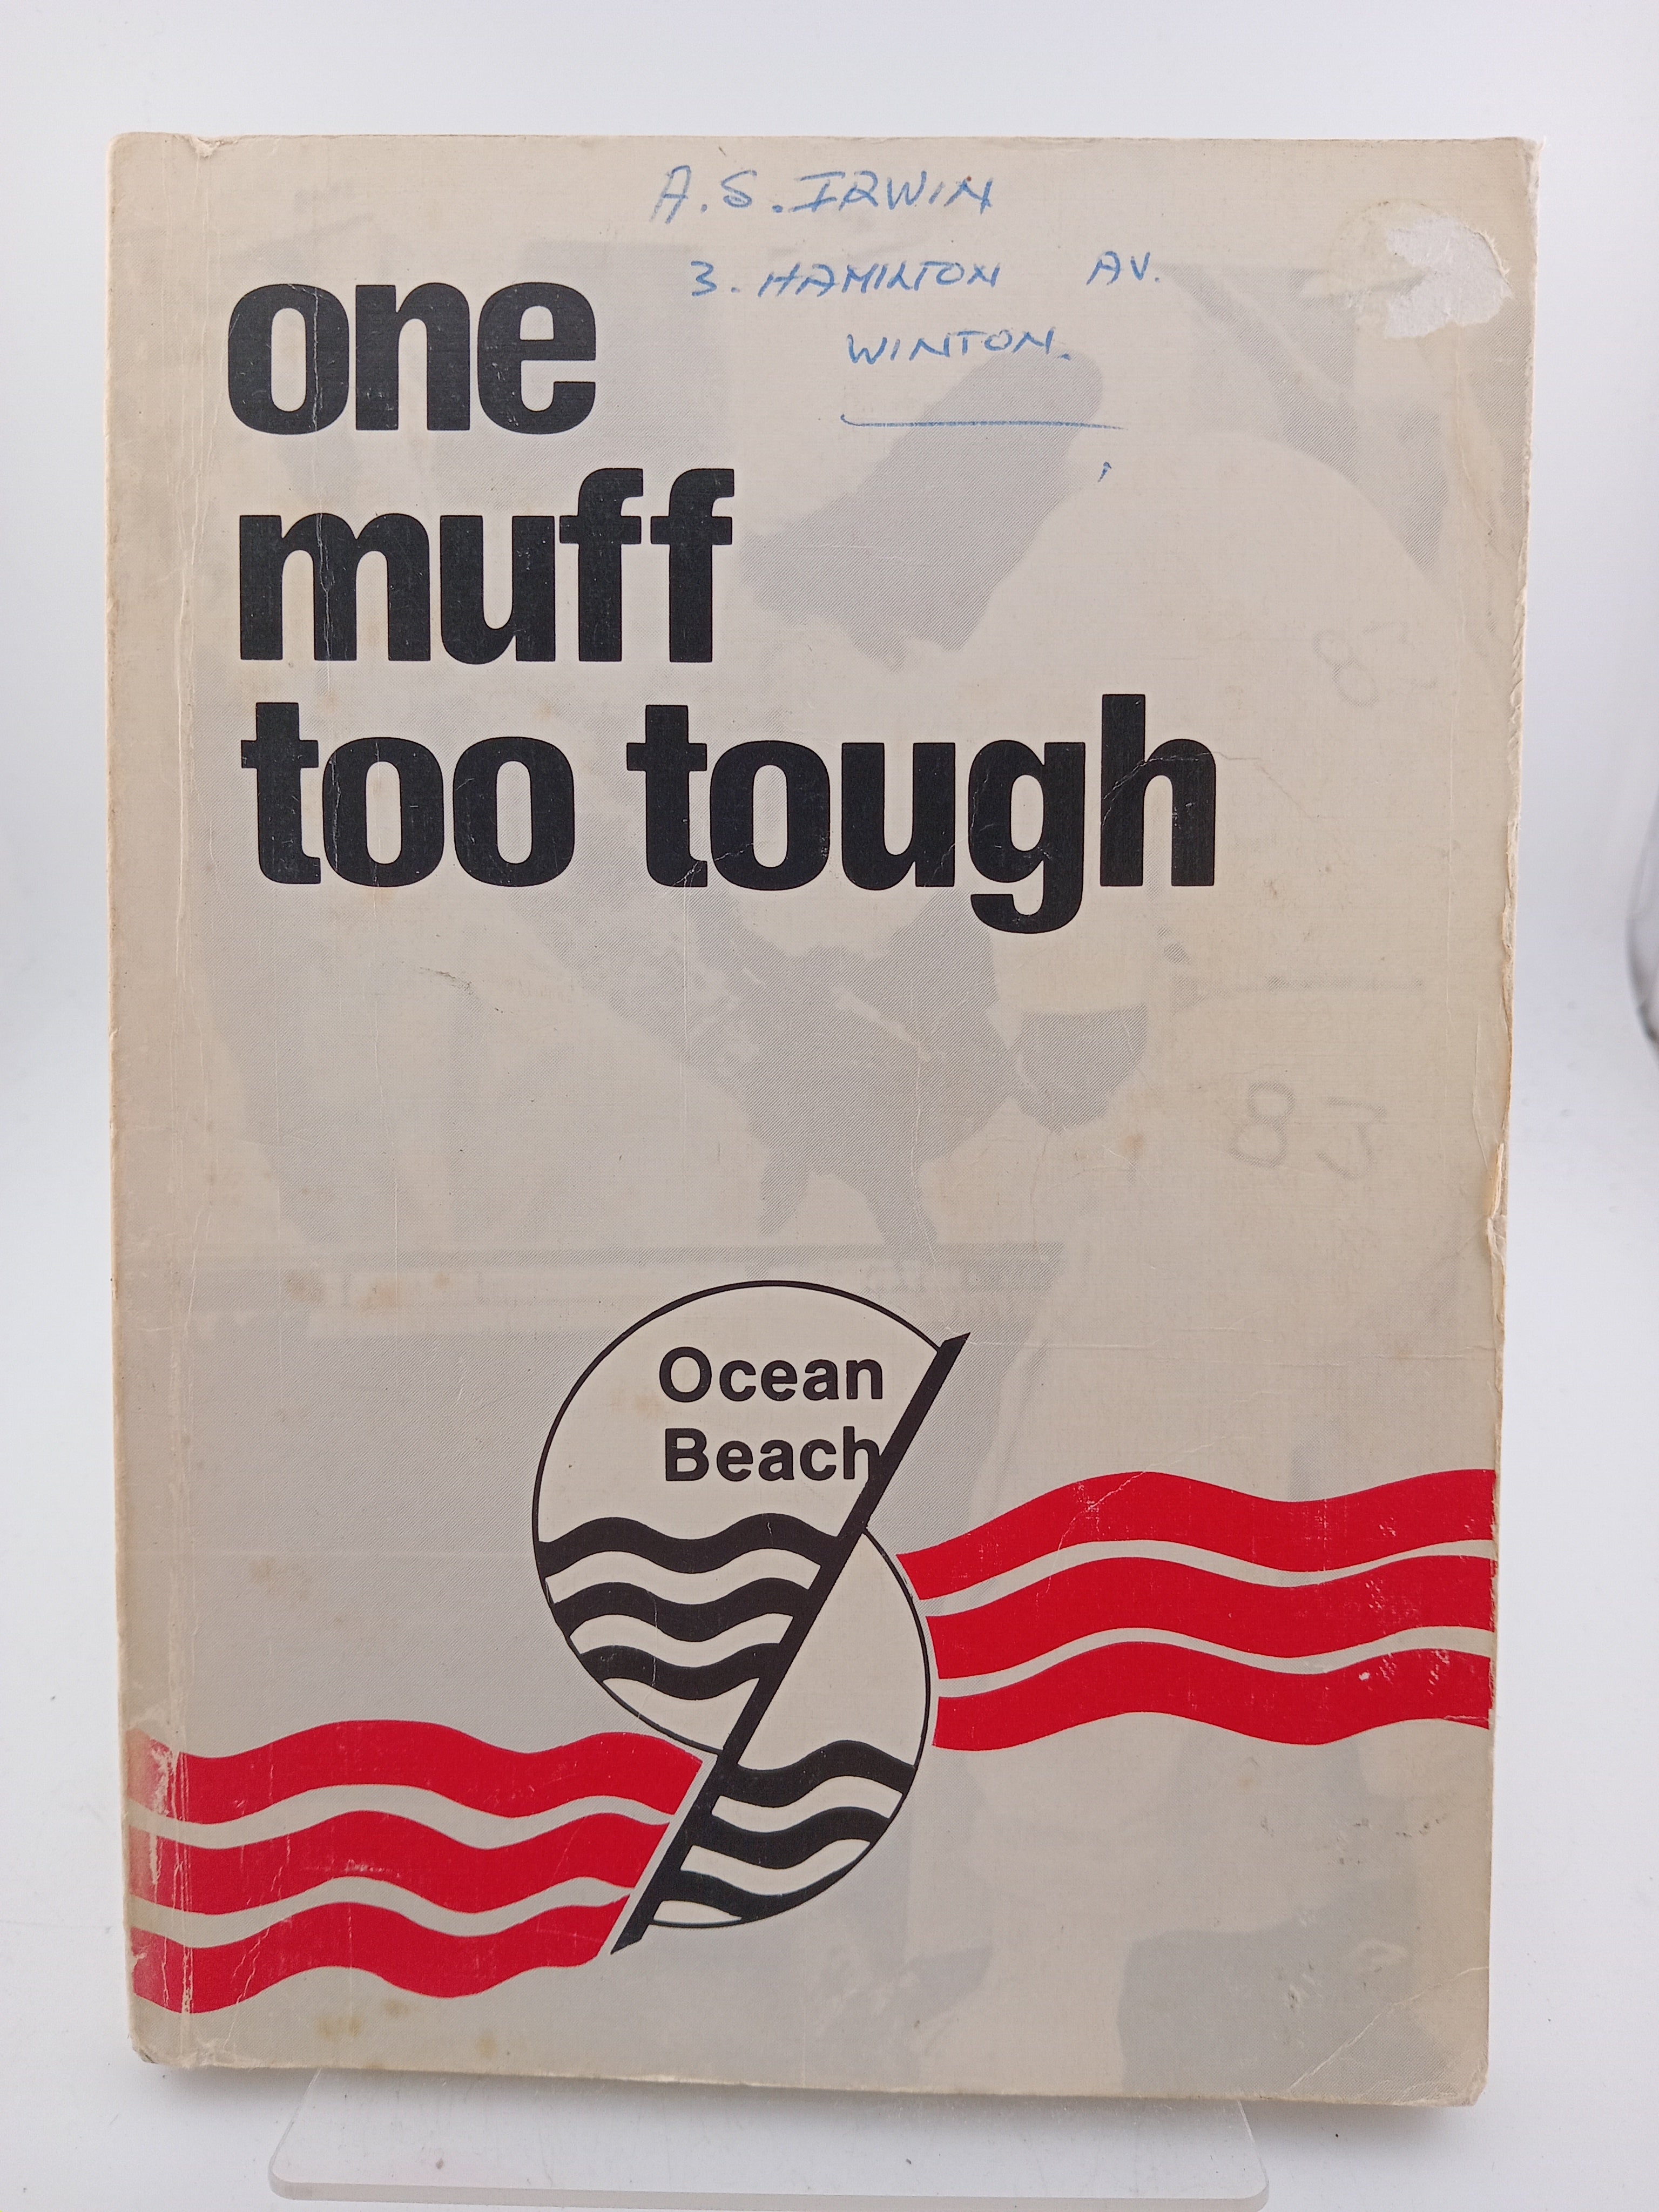 A.S. IRWIN
3. HAMILTON AV.
WINTON.
one
muff
too tough
Ocean
Beach